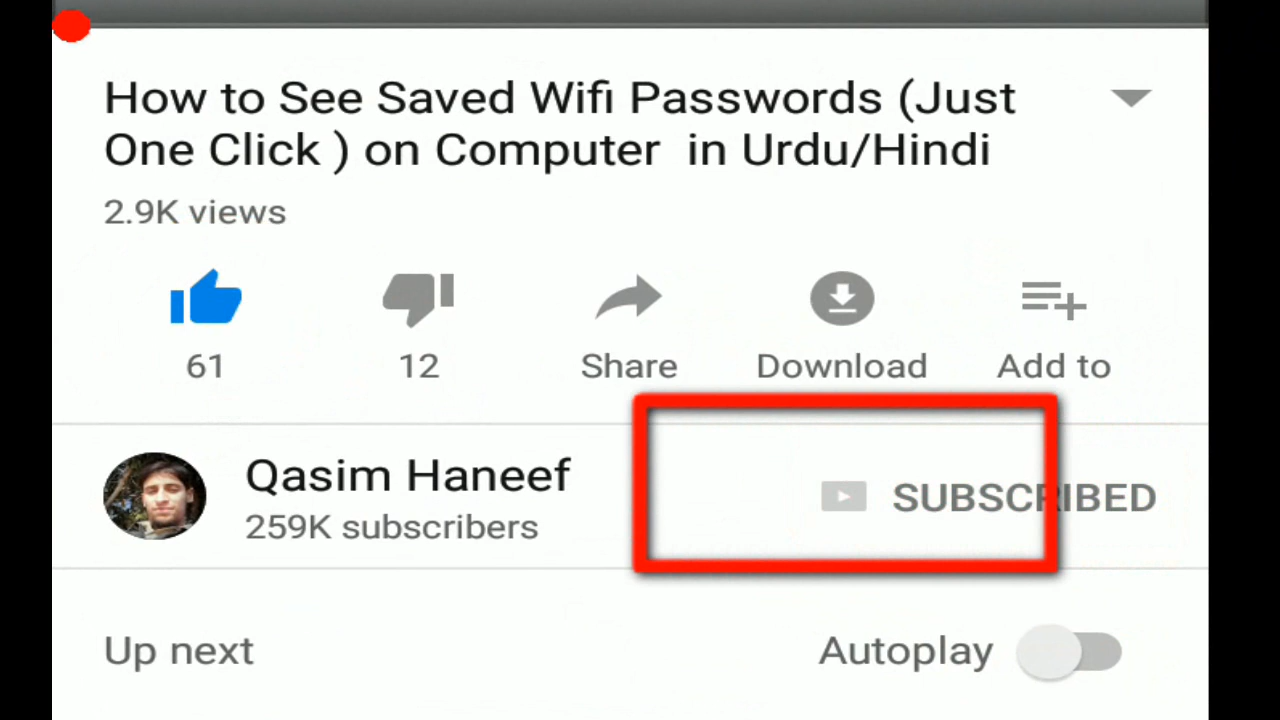 How to See Saved Wifi Passwords (Just
One Click ) on Computer  in Urdu/Hindi
2.9K views
61
12
Share
Download
Add to
Qasim Haneef
259K subscribers
SUBSCRIBED
Up next
Autoplay